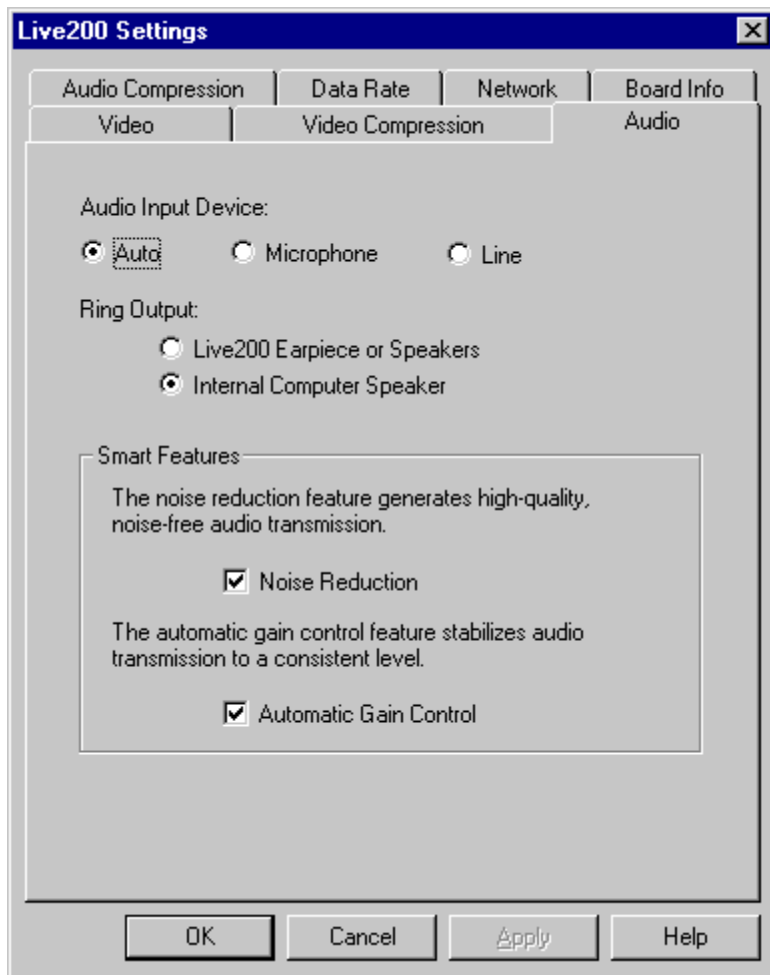 Live200 Settings
Audio Compression Data Rate Network Board Info
Video Video Compression Audio
Audio Input Device:
Auto Microphone Line
Ring Output:
Live200 Earpiece or Speakers
Internal Computer Speaker
Smart Features
The noise reduction feature generates high-quality,
noise-free audio transmission.
Noise Reduction
The automatic gain control feature stabilizes audio
transmission to a consistent level.
Automatic Gain Control
OK Cancel Apply Help